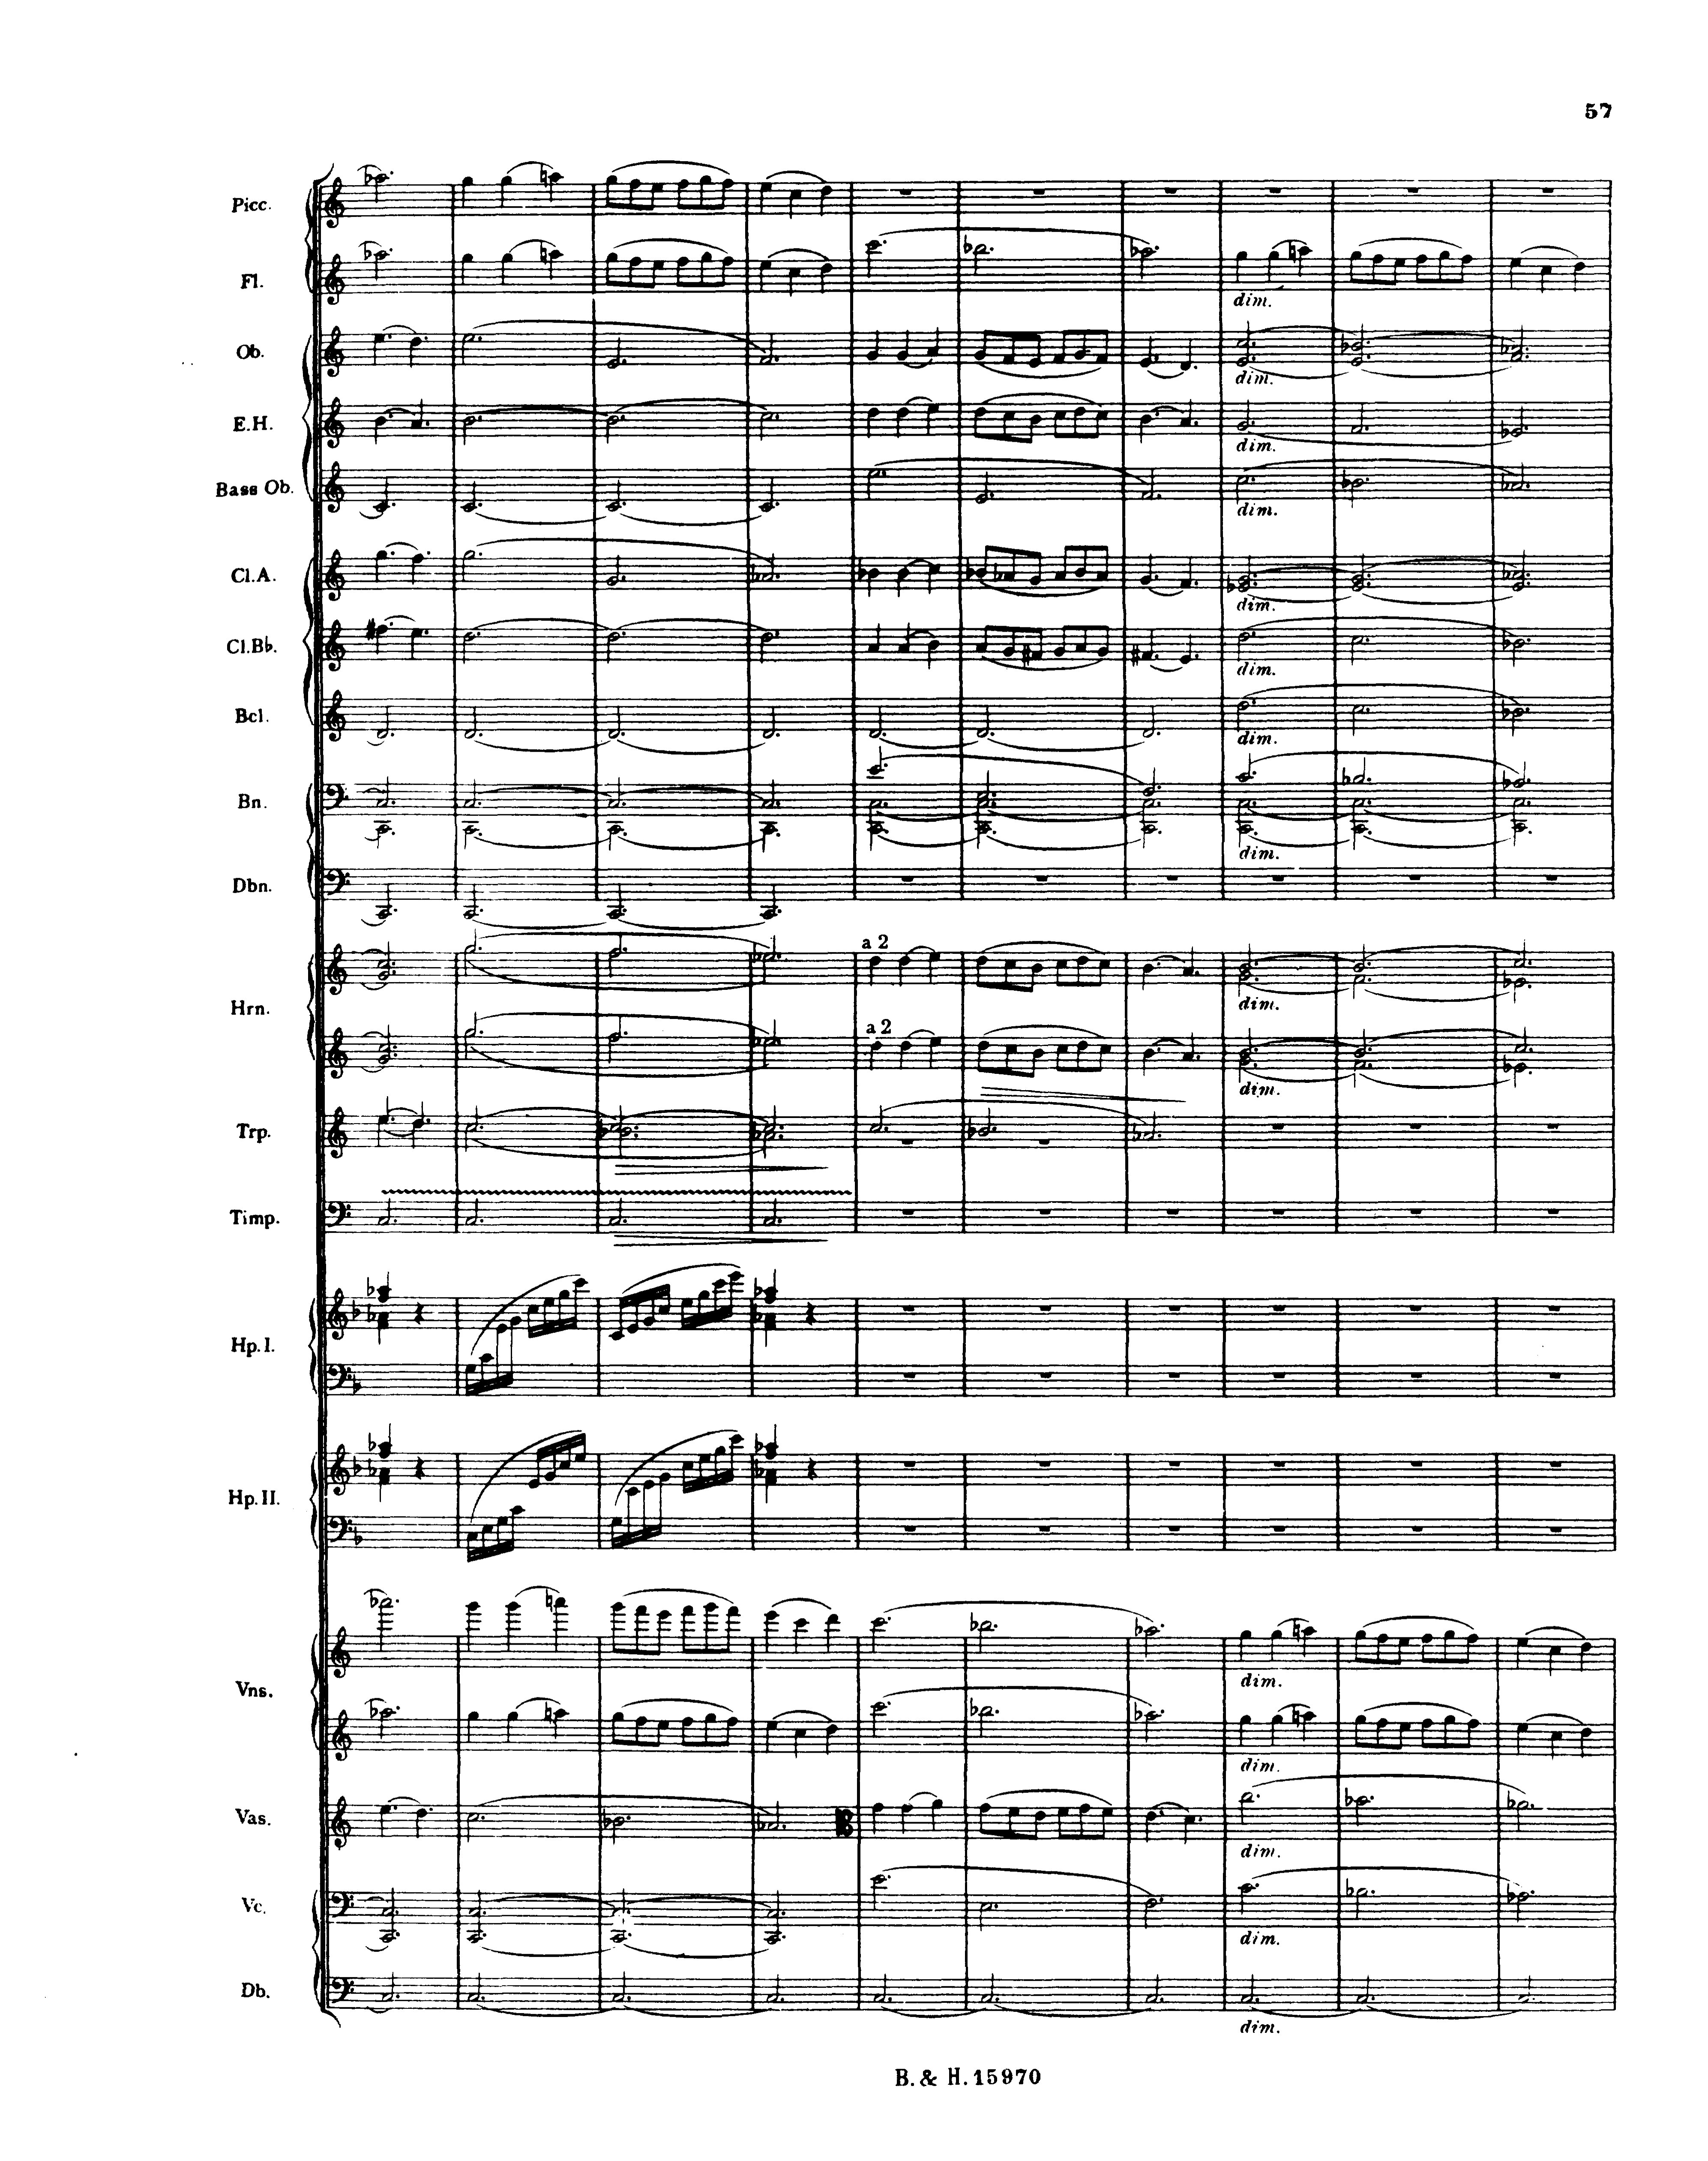 57
Picc.
Fl.
dim.
Ob.
dim.
E.H.
dim.
Bass Ob.
dim.
Cl.A.
dim.
Cl.B♭.
dim.
Bcl.
dim.
Bn.
dim.
Dbn.
a 2
Hrn.
dim.
a 2
dim.
Trp.
Timp.
Hp. I.
Hp. II.
Vns.
dim.
dim.
Vas.
dim.
Vc.
dim.
Db.
dim.
B. & H. 15970